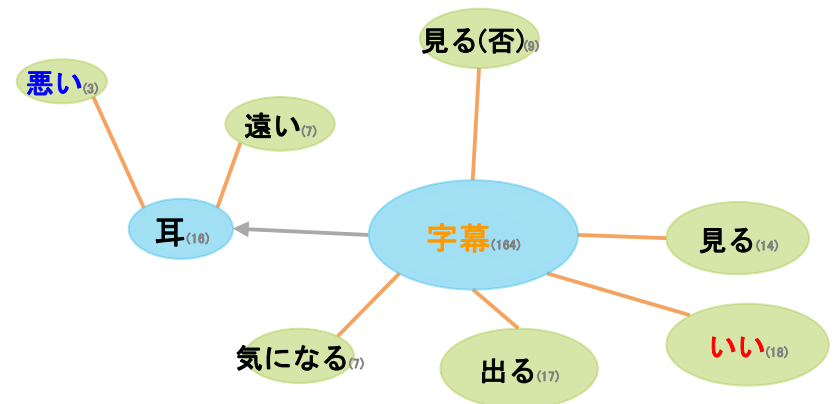 見る(否)(9)
悪い(3)
遠い(7)
耳(16)
字幕(164)
見る(14)
気になる(7)
出る(17)
いい(18)